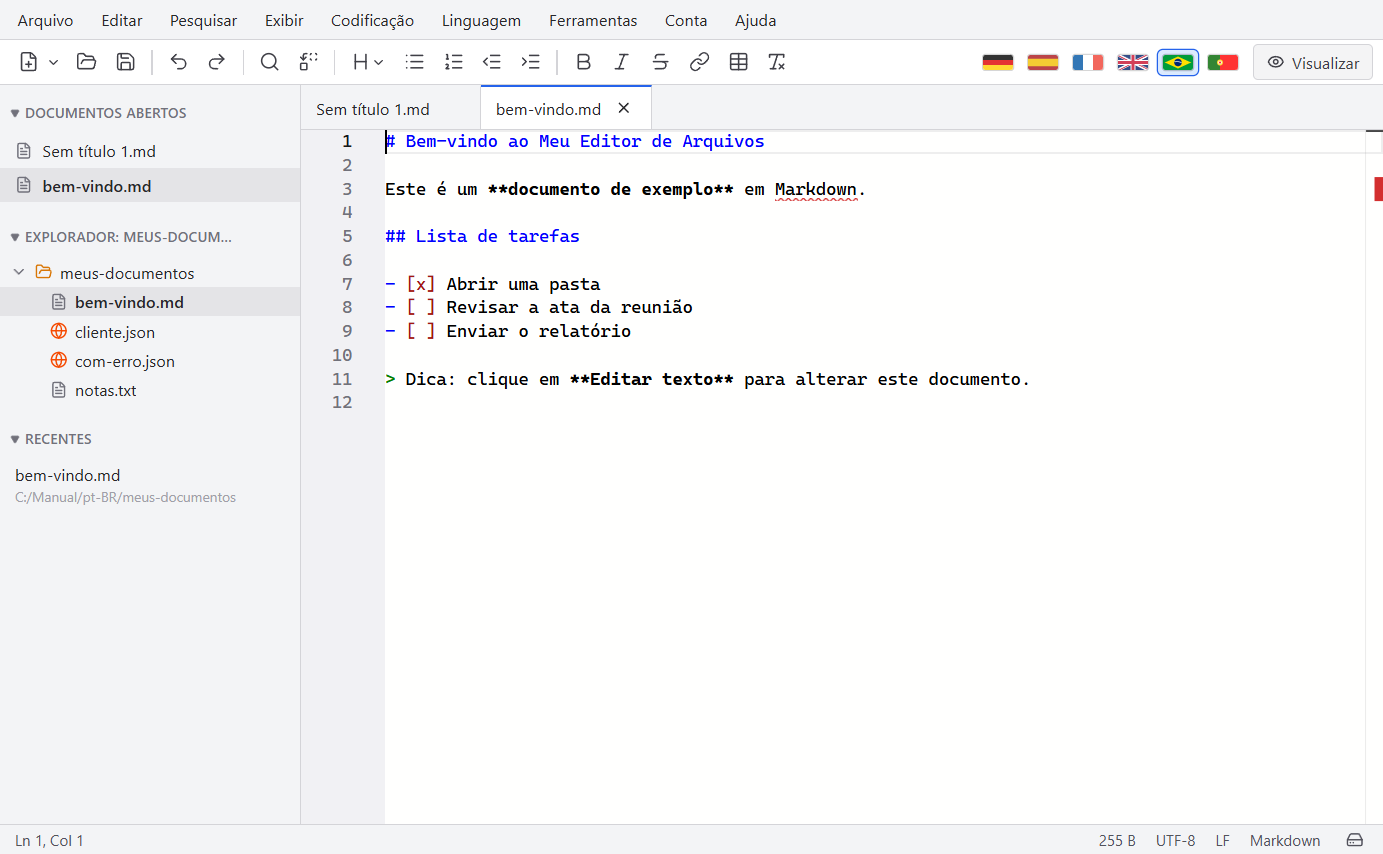 Arquivo Editar Pesquisar Exibir Codificação Linguagem Ferramentas Conta Ajuda
Visualizar
DOCUMENTOS ABERTOS
Sem título 1.md
bem-vindo.md
EXPLORADOR: MEUS-DOCUM...
meus-documentos
bem-vindo.md
cliente.json
com-erro.json
notas.txt
RECENTES
bem-vindo.md
C:/Manual/pt-BR/meus-documentos
Sem título 1.md bem-vindo.md
1 # Bem-vindo ao Meu Editor de Arquivos
2
3 Este é um **documento de exemplo** em Markdown.
4
5 ## Lista de tarefas
6
7 - [x] Abrir uma pasta
8 - [ ] Revisar a ata da reunião
9 - [ ] Enviar o relatório
10
11 > Dica: clique em **Editar texto** para alterar este documento.
12
Ln 1, Col 1 255 B UTF-8 LF Markdown